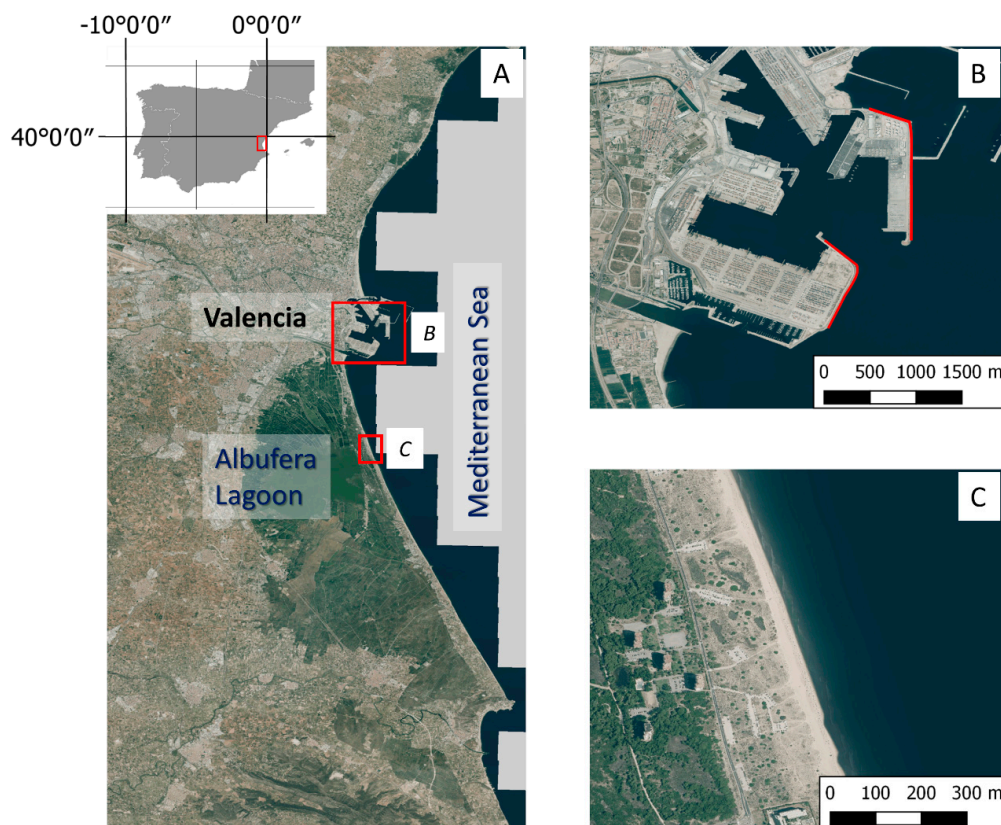 -10°0′0″ 0°0′0″
40°0′0″
A
Valencia
B
Mediterranean Sea
C
Albufera
Lagoon
B
0 500 1000 1500 m
C
0 100 200 300 m